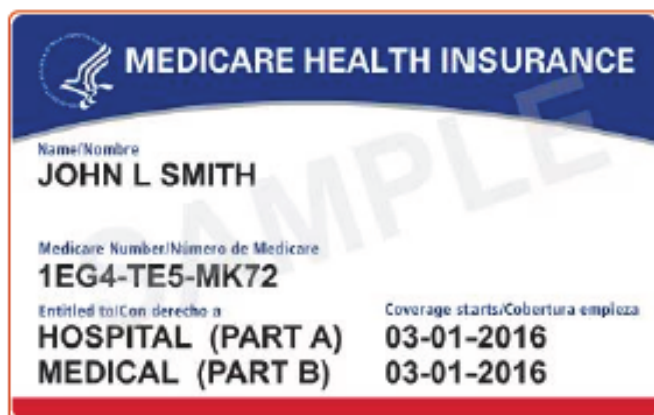 MEDICARE HEALTH INSURANCE
Name/Nombre
JOHN L SMITH
Medicare Number/Número de Medicare
1EG4-TE5-MK72
Entitled to/Con derecho a Coverage starts/Cobertura empieza
HOSPITAL (PART A) 03-01-2016
MEDICAL (PART B) 03-01-2016
SAMPLE